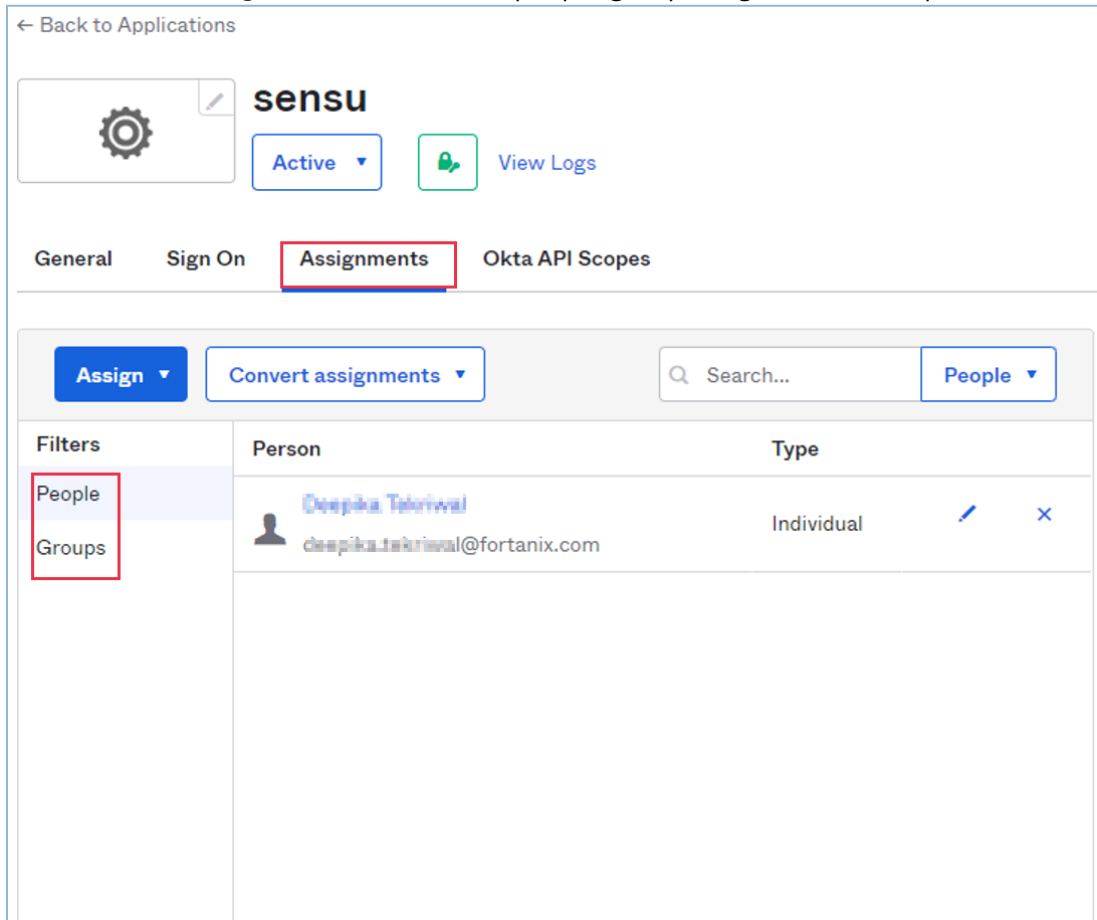 ← Back to Applications
sensu
Active
View Logs
General Sign On Assignments Okta API Scopes
Assign Convert assignments Search... People
Filters Person Type
People
Individual
Groups @fortanix.com